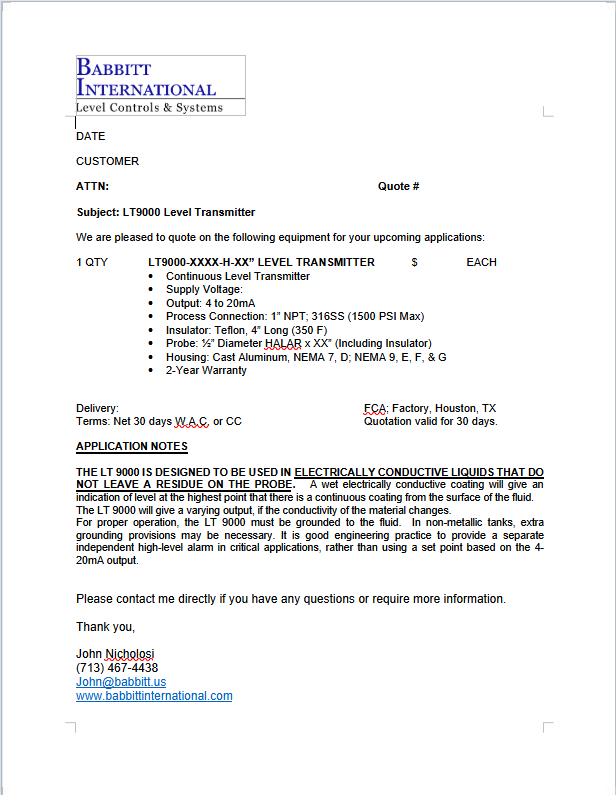 BABBITT
INTERNATIONAL
Level Controls & Systems
DATE
CUSTOMER
ATTN: Quote #
Subject: LT9000 Level Transmitter
We are pleased to quote on the following equipment for your upcoming applications:
1 QTY LT9000-XXXX-H-XX” LEVEL TRANSMITTER $ EACH
• Continuous Level Transmitter
• Supply Voltage:
• Output: 4 to 20mA
• Process Connection: 1” NPT; 316SS (1500 PSI Max)
• Insulator: Teflon, 4” Long (350 F)
• Probe: ½” Diameter HALAR x XX” (Including Insulator)
• Housing: Cast Aluminum, NEMA 7, D; NEMA 9, E, F, & G
• 2-Year Warranty
Delivery: FCA; Factory, Houston, TX
Terms: Net 30 days W.A.C. or CC Quotation valid for 30 days.
APPLICATION NOTES
THE LT 9000 IS DESIGNED TO BE USED IN ELECTRICALLY CONDUCTIVE LIQUIDS THAT DO
NOT LEAVE A RESIDUE ON THE PROBE. A wet electrically conductive coating will give an
indication of level at the highest point that there is a continuous coating from the surface of the fluid.
The LT 9000 will give a varying output, if the conductivity of the material changes.
For proper operation, the LT 9000 must be grounded to the fluid. In non-metallic tanks, extra
grounding provisions may be necessary. It is good engineering practice to provide a separate
independent high-level alarm in critical applications, rather than using a set point based on the 4-
20mA output.
Please contact me directly if you have any questions or require more information.
Thank you,
John Nicholosi
(713) 467-4438
John@babbitt.us
www.babbittinternational.com